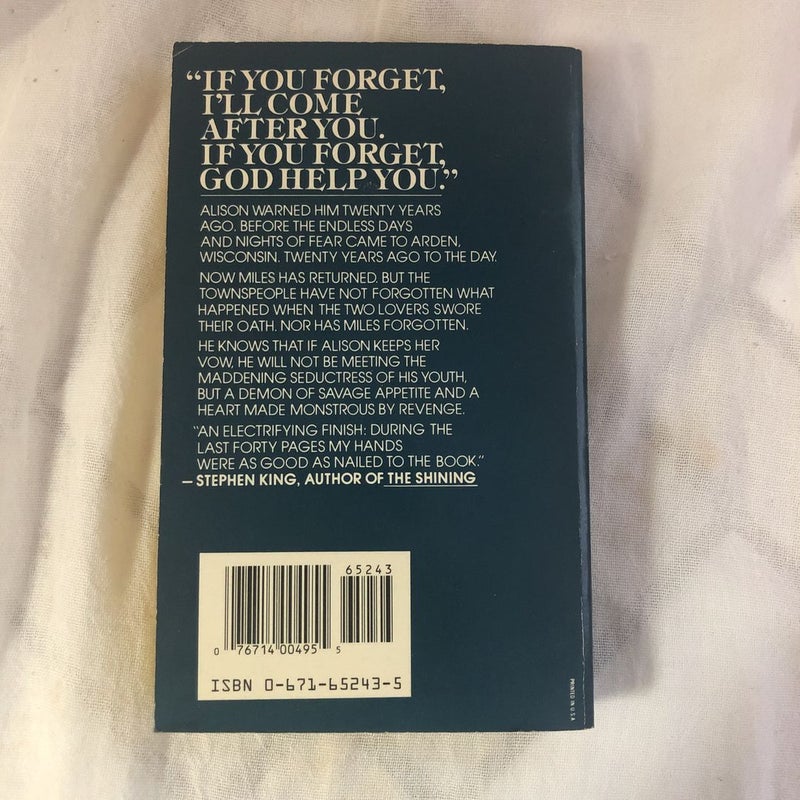 “IF YOU FORGET,
I’LL COME
AFTER YOU.
IF YOU FORGET,
GOD HELP YOU.”
ALISON WARNED HIM TWENTY YEARS
AGO. BEFORE THE ENDLESS DAYS
AND NIGHTS OF FEAR CAME TO ARDEN,
WISCONSIN. TWENTY YEARS AGO TO THE DAY.
NOW MILES HAS RETURNED. BUT THE
TOWNSPEOPLE HAVE NOT FORGOTTEN WHAT
HAPPENED WHEN THE TWO LOVERS SWORE
THEIR OATH. NOR HAS MILES FORGOTTEN.
HE KNOWS THAT IF ALISON KEEPS HER
VOW, HE WILL NOT BE MEETING THE
MADDENING SEDUCTRESS OF HIS YOUTH,
BUT A DEMON OF SAVAGE APPETITE AND A
HEART MADE MONSTROUS BY REVENGE.
“AN ELECTRIFYING FINISH: DURING THE
LAST FORTY PAGES MY HANDS
WERE AS GOOD AS NAILED TO THE BOOK.”
— STEPHEN KING, AUTHOR OF THE SHINING
65243
0 76714 00495 5
ISBN 0-671-65243-5
PRINTED IN U.S.A.